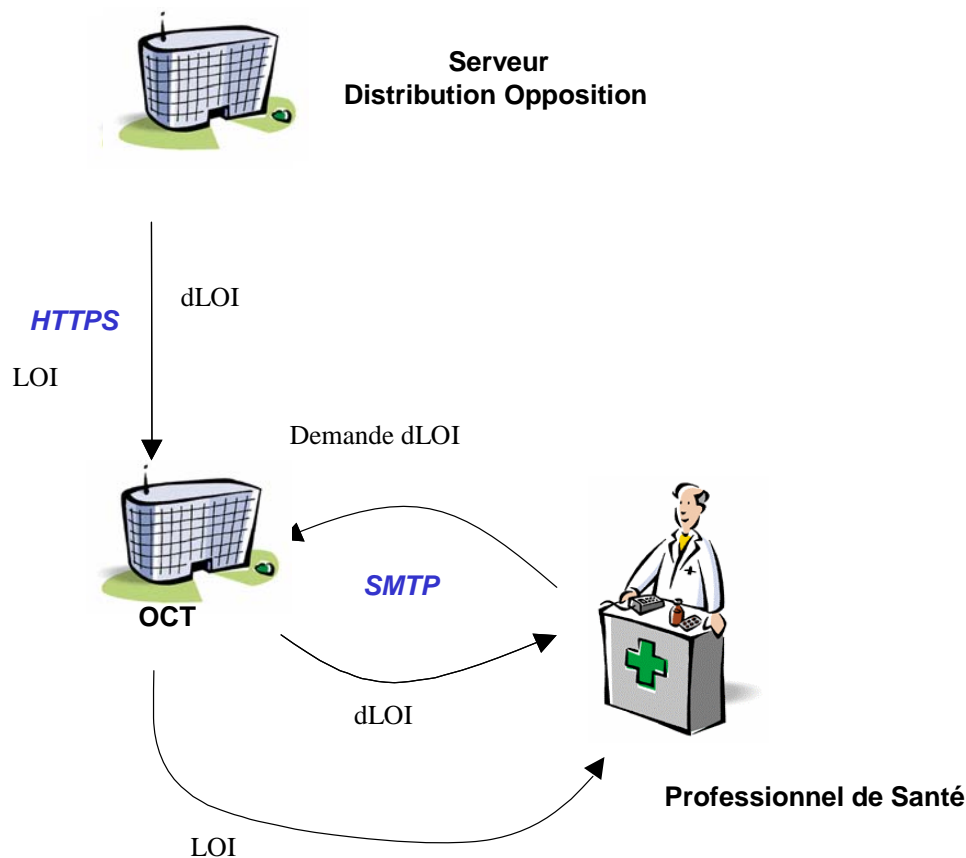 Serveur
Distribution Opposition
dLOI
HTTPS
LOI
Demande dLOI
SMTP
OCT
dLOI
Professionnel de Santé
LOI